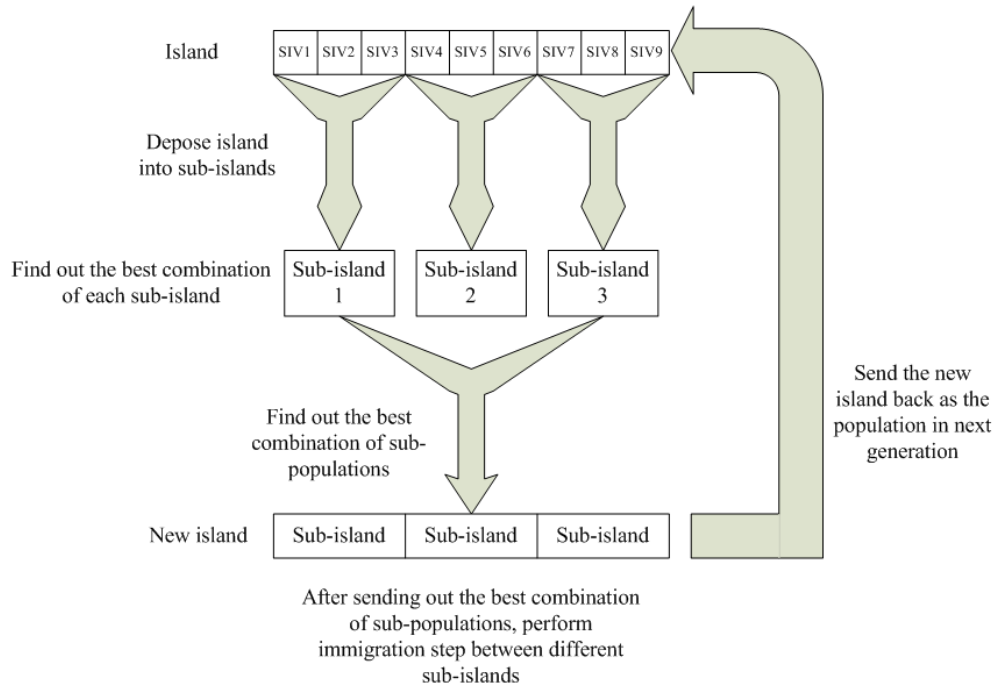 Island
SIV1 SIV2 SIV3 SIV4 SIV5 SIV6 SIV7 SIV8 SIV9
Depose island
into sub-islands
Find out the best combination
of each sub-island
Sub-island
1
Sub-island
2
Sub-island
3
Find out the best
combination of sub-
populations
Send the new
island back as the
population in next
generation
New island
Sub-island Sub-island Sub-island
After sending out the best combination
of sub-populations, perform
immigration step between different
sub-islands